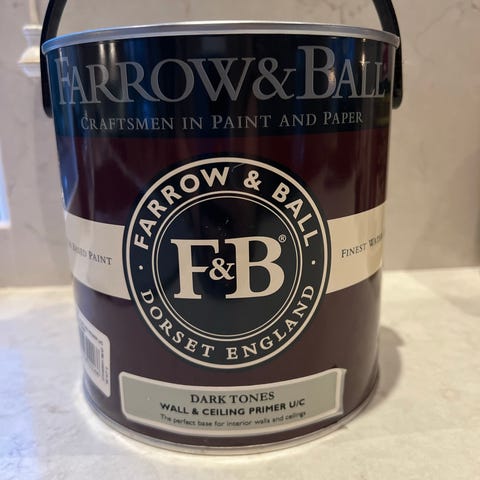 FARROW&BALL
CRAFTSMEN IN PAINT AND PAPER
FARROW & BALL
F&B®
DORSET ENGLAND
PAINT
FINEST
DARK TONES
WALL & CEILING PRIMER U/C
The perfect base for interior walls and ceilings